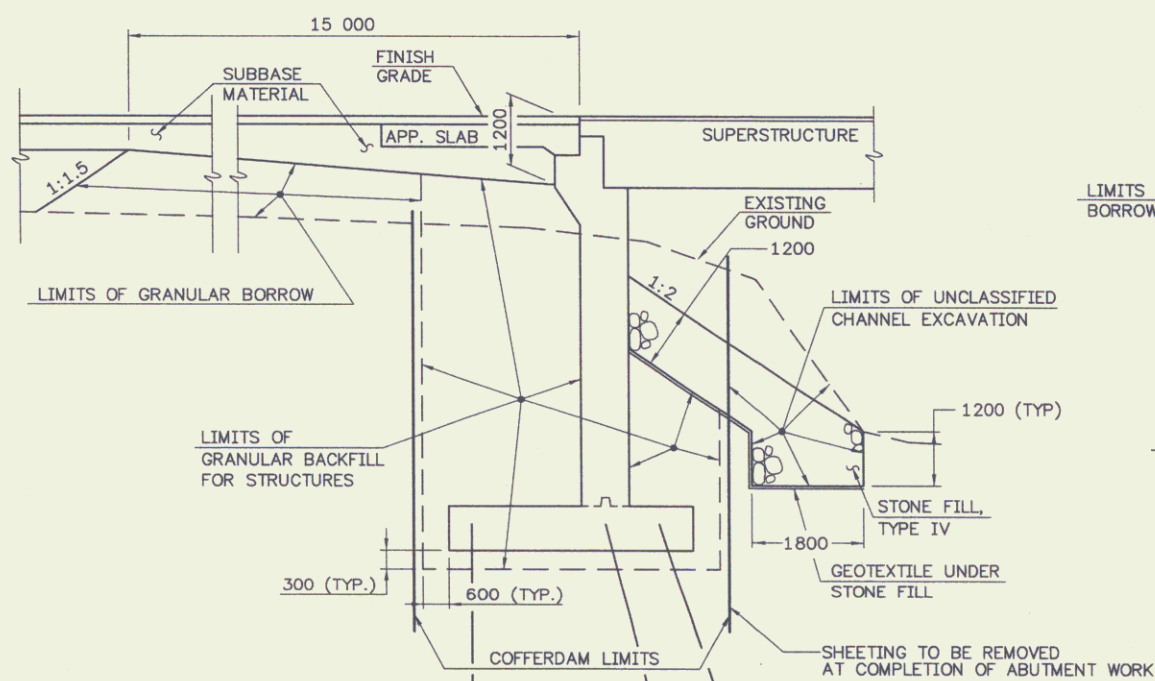 15 000
FINISH
GRADE
SUBBASE
MATERIAL
1200
APP. SLAB
SUPERSTRUCTURE
1:1.5
LIMITS
BORROW
EXISTING
GROUND
1200
1:2
LIMITS OF GRANULAR BORROW
LIMITS OF UNCLASSIFIED
CHANNEL EXCAVATION
1200 (TYP)
LIMITS OF
GRANULAR BACKFILL
FOR STRUCTURES
STONE FILL,
TYPE IV
1800
300 (TYP.)
600 (TYP.)
GEOTEXTILE UNDER
STONE FILL
COFFERDAM LIMITS
SHEETING TO BE REMOVED
AT COMPLETION OF ABUTMENT WORK